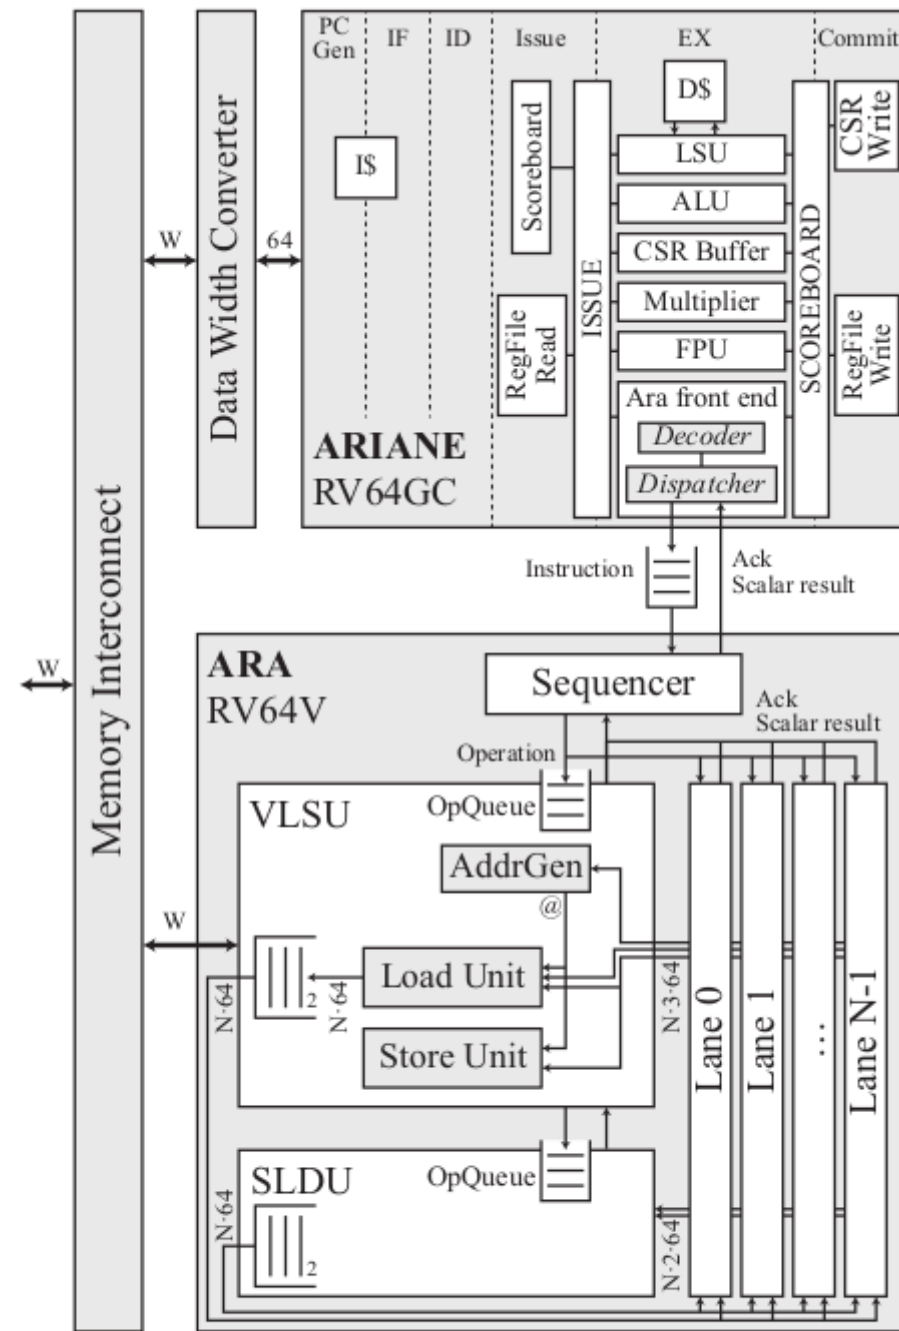 PC
Gen
IF
ID
Issue
EX
Commit
I$
D$
Scoreboard
RegFile
Read
ISSUE
LSU
ALU
CSR Buffer
Multiplier
FPU
Ara front end
Decoder
Dispatcher
SCOREBOARD
CSR
Write
RegFile
Write
ARIANE
RV64GC
W
Data Width Converter
64
Memory Interconnect
W
Instruction
Ack
Scalar result
ARA
RV64V
Sequencer
Ack
Scalar result
Operation
VLSU
OpQueue
AddrGen
@
W
2
N·64
N·64
Load Unit
Store Unit
N·3·64
Lane 0
Lane 1
...
Lane N-1
SLDU
OpQueue
N·64
2
N·2·64